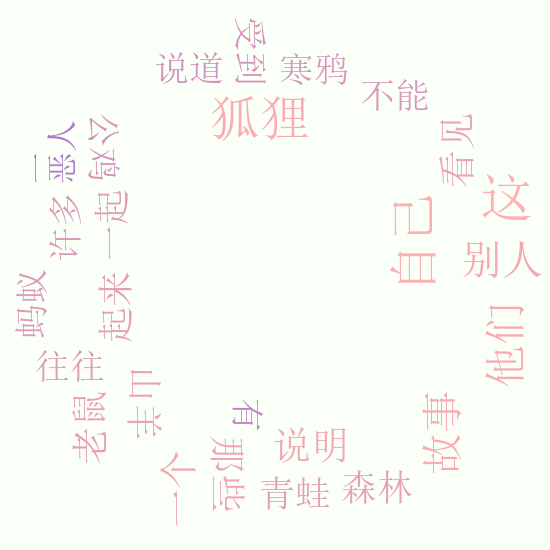 受到
说道
寒鸦
不能
狐狸
看见
这
自己
别人
他们
故事
森林
说明
青蛙
有
那些
一个
老鼠
往往
起来
蚂蚁
一起
许多
公鸡
恶人
一